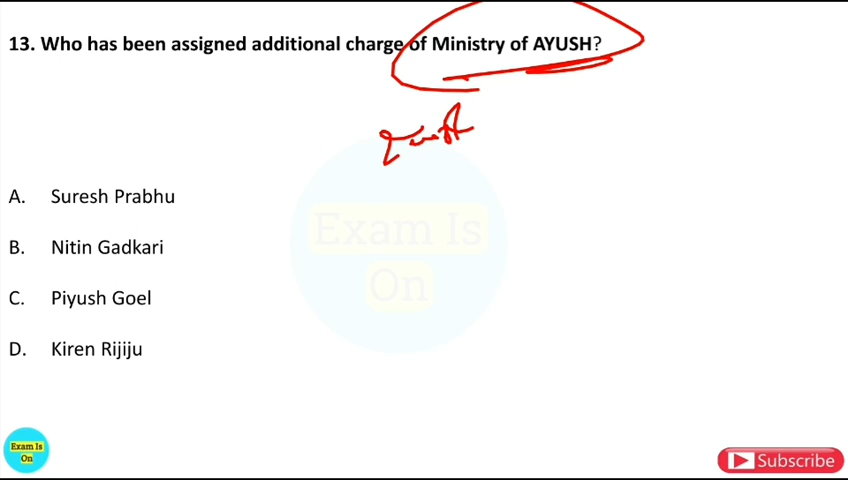 13. Who has been assigned additional charge of Ministry of AYUSH?
A. Suresh Prabhu
B. Nitin Gadkari
C. Piyush Goel
D. Kiren Rijiju
Exam Is
On
Exam Is
On
Subscribe